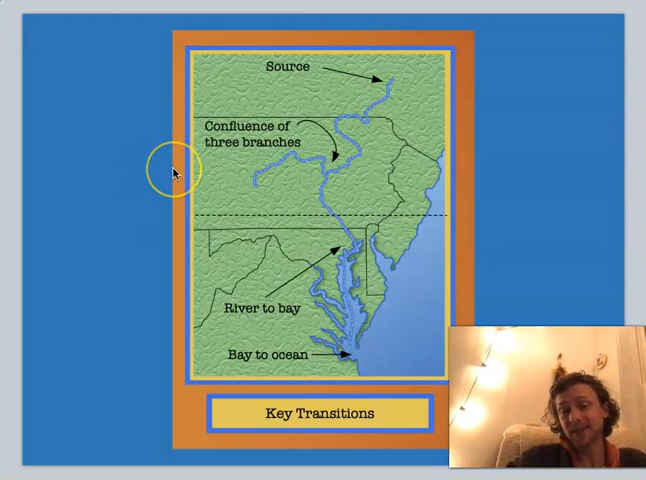 Source
Confluence of
three branches
River to bay
Bay to ocean
Key Transitions